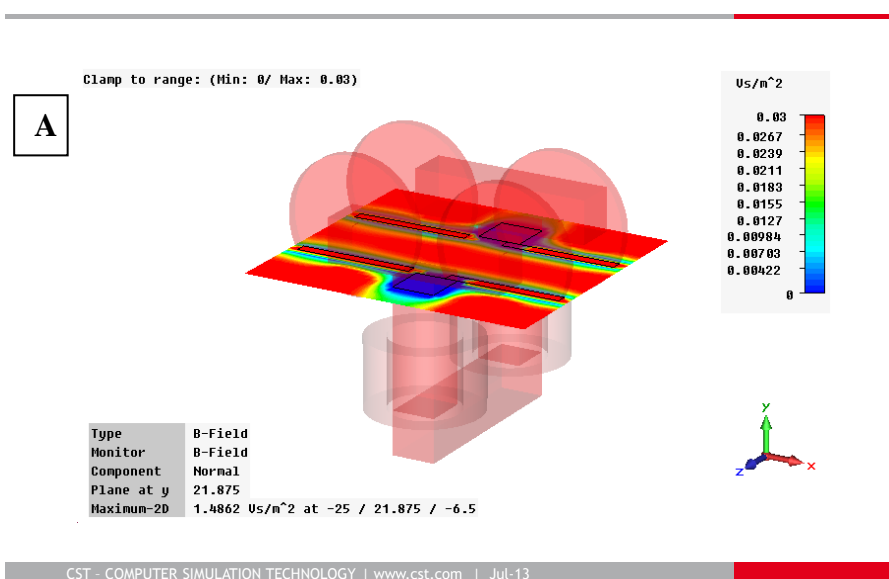 Clamp to range: (Min: 0/ Max: 0.03)
A
Vs/m^2
0.03
0.0267
0.0239
0.0211
0.0183
0.0155
0.0127
0.00984
0.00703
0.00422
0
y
x
z
Type B-Field
Monitor B-Field
Component Normal
Plane at y 21.875
Maximum-2D 1.4862 Vs/m^2 at -25 / 21.875 / -6.5
CST – COMPUTER SIMULATION TECHNOLOGY | www.cst.com | Jul-13